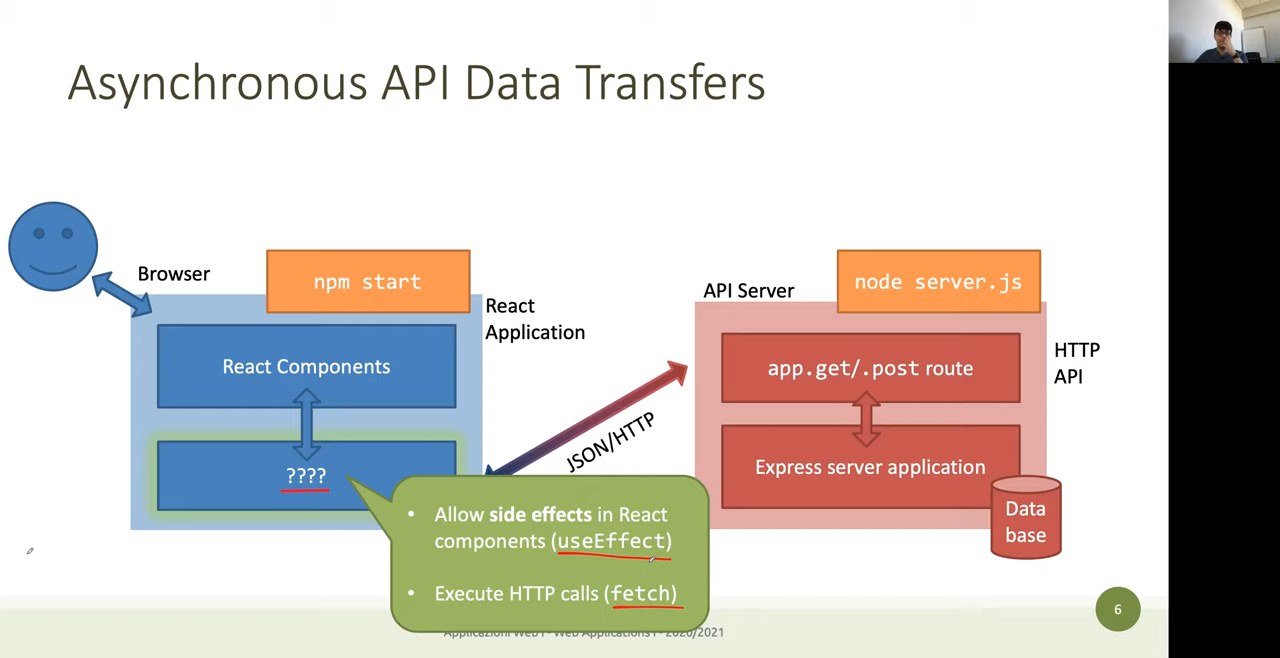 Asynchronous API Data Transfers
Browser
npm start
React
Application
React Components
????
JSON/HTTP
• Allow side effects in React
components (useEffect)
• Execute HTTP calls (fetch)
API Server
node server.js
app.get/.post route
HTTP
API
Express server application
Data
base
6
Applicazioni Web I - Web Applications I - 2020/2021